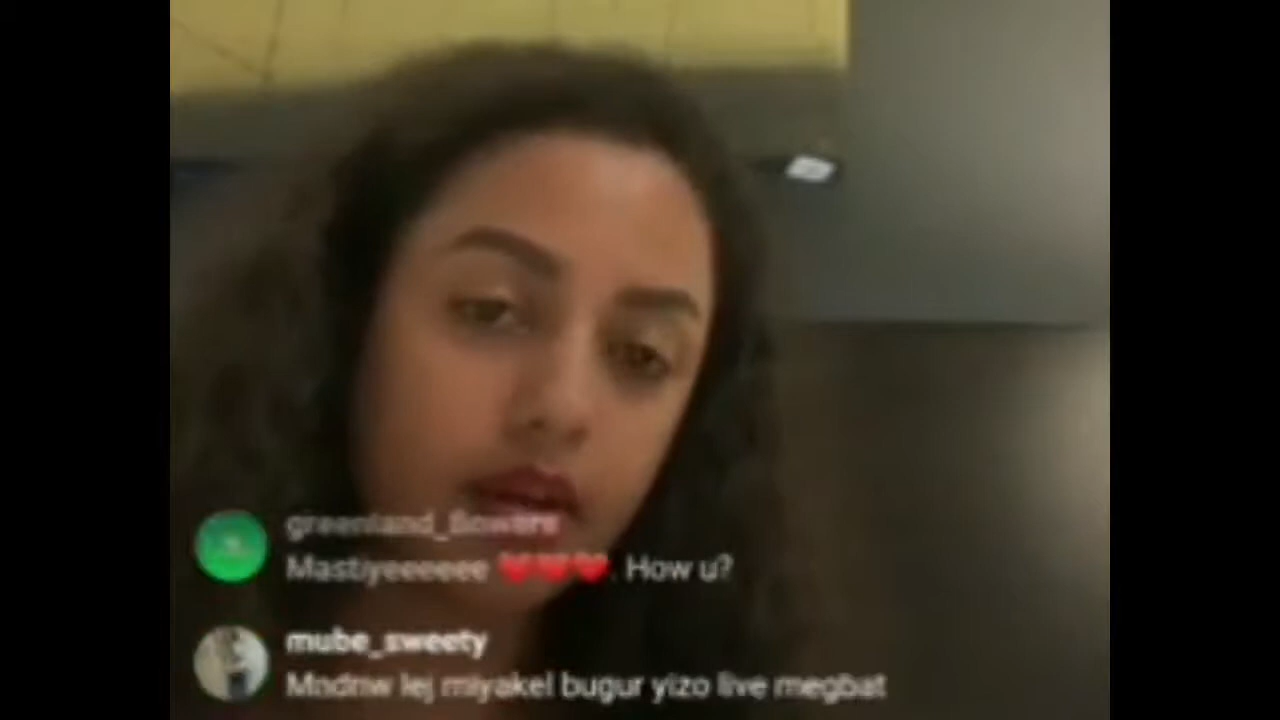 greenland_flowers
Mastiyeeeeee ❤❤❤. How u?
mube_sweety
Mndnw lej miyakel bugur yizo live megbat